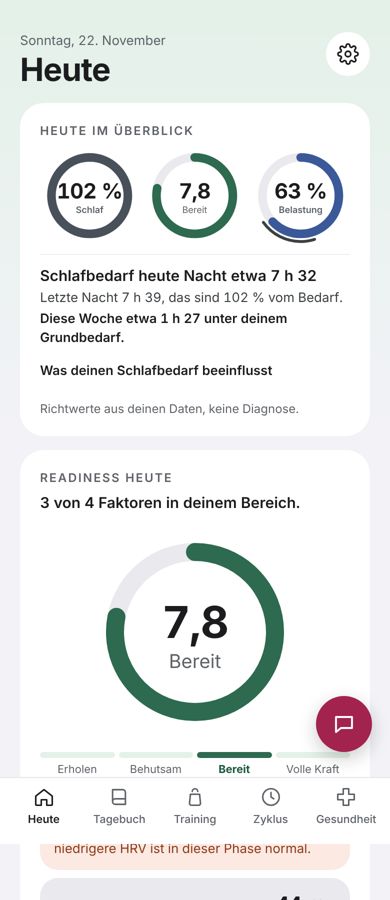 Sonntag, 22. November
Heute
HEUTE IM ÜBERBLICK
102 %
Schlaf
7,8
Bereit
63 %
Belastung
Schlafbedarf heute Nacht etwa 7 h 32
Letzte Nacht 7 h 39, das sind 102 % vom Bedarf.
Diese Woche etwa 1 h 27 unter deinem
Grundbedarf.
Was deinen Schlafbedarf beeinflusst
Richtwerte aus deinen Daten, keine Diagnose.
READINESS HEUTE
3 von 4 Faktoren in deinem Bereich.
7,8
Bereit
Erholen Behutsam Bereit Volle Kraft
Heute Tagebuch Training Zyklus Gesundheit
niedrigere HRV ist in dieser Phase normal.